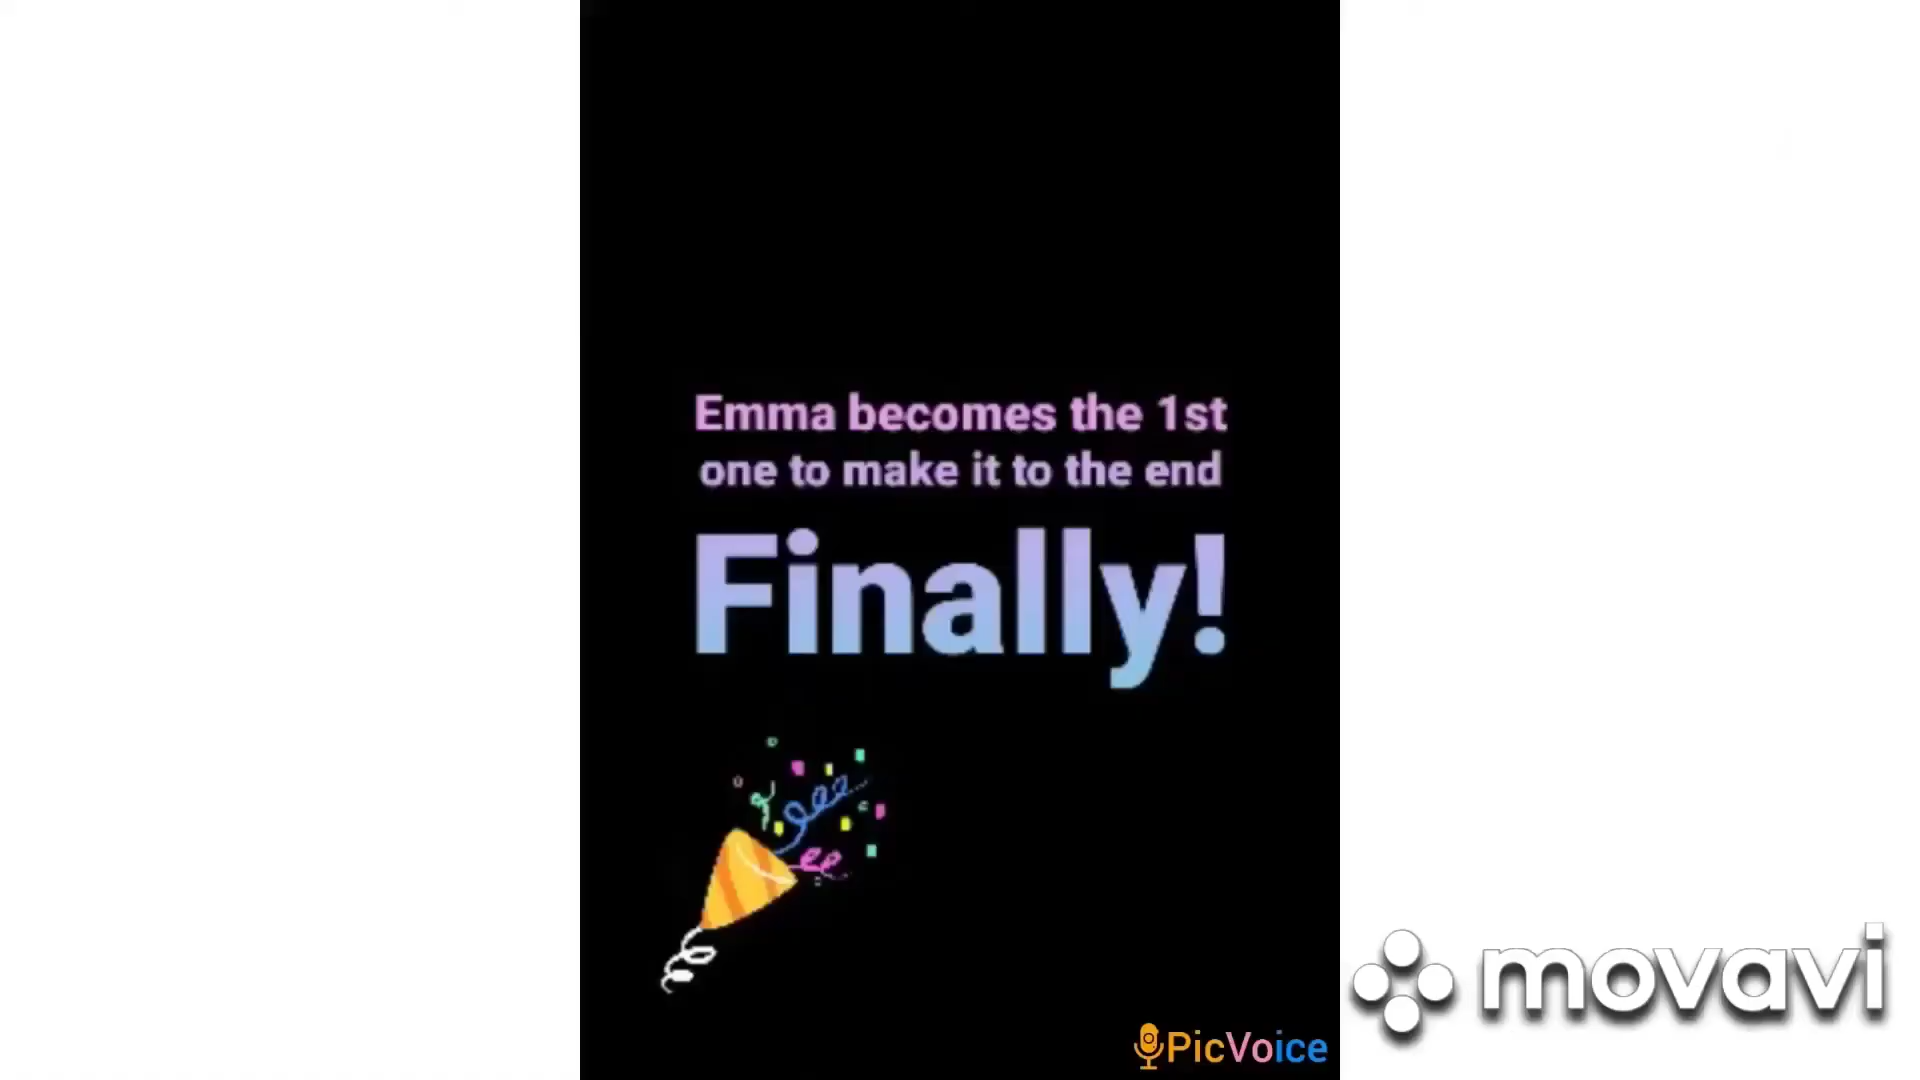 Emma becomes the 1st
one to make it to the end
Finally!
movavi
PicVoice